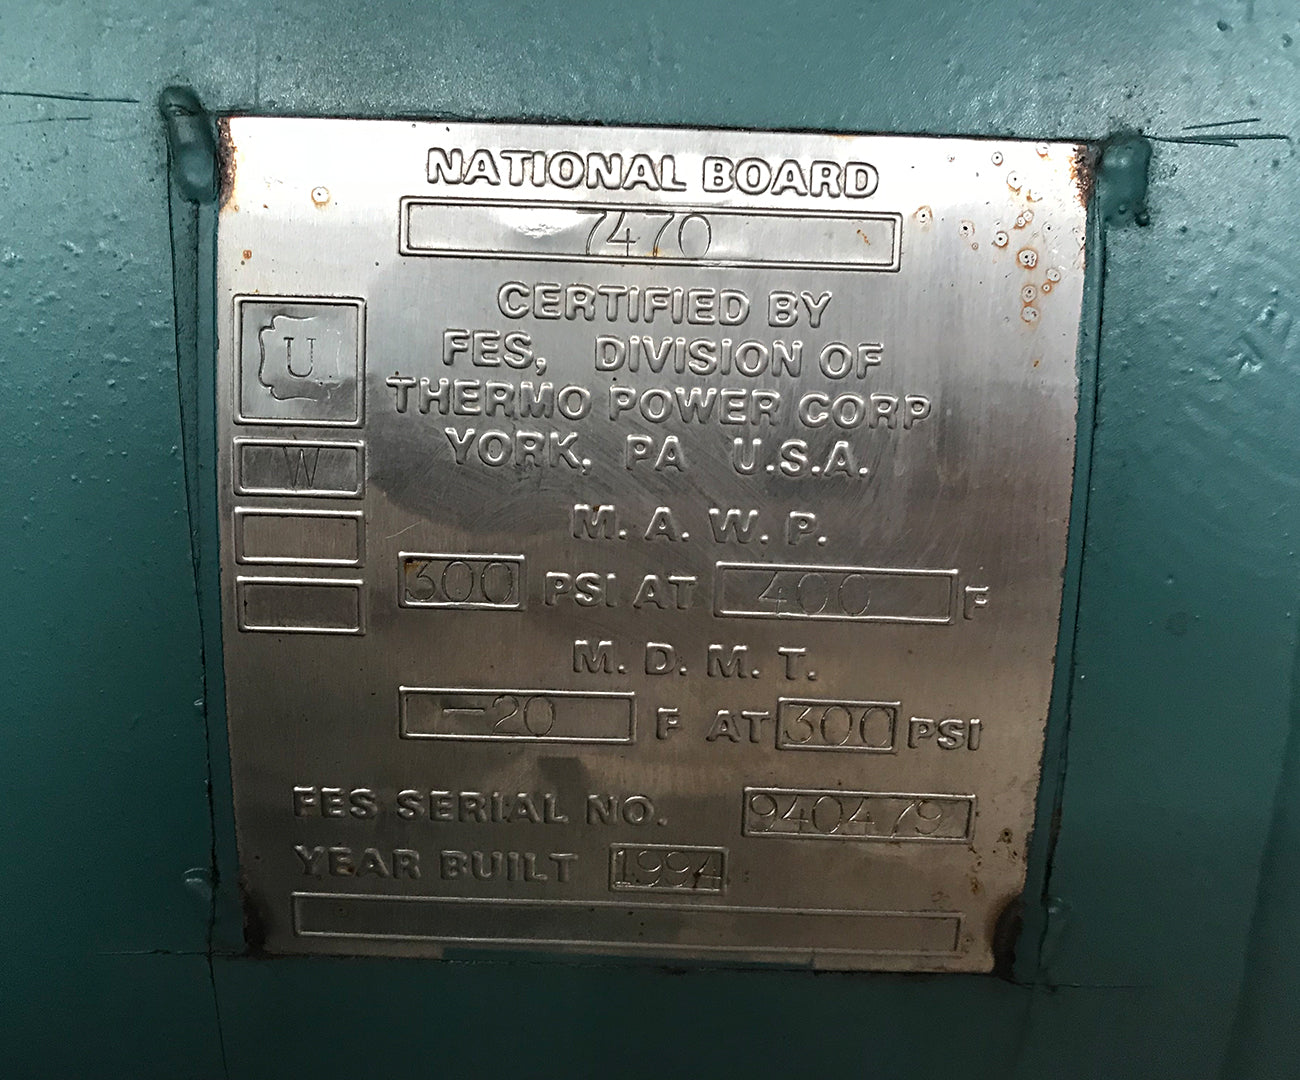 NATIONAL BOARD
7470
CERTIFIED BY
FES, DIVISION OF
THERMO POWER CORP
YORK, PA U.S.A.
U
W
M. A. W. P.
300 PSI AT 400 F
M. D. M. T.
-20 F AT 300 PSI
FES SERIAL NO. 940479
YEAR BUILT 1994